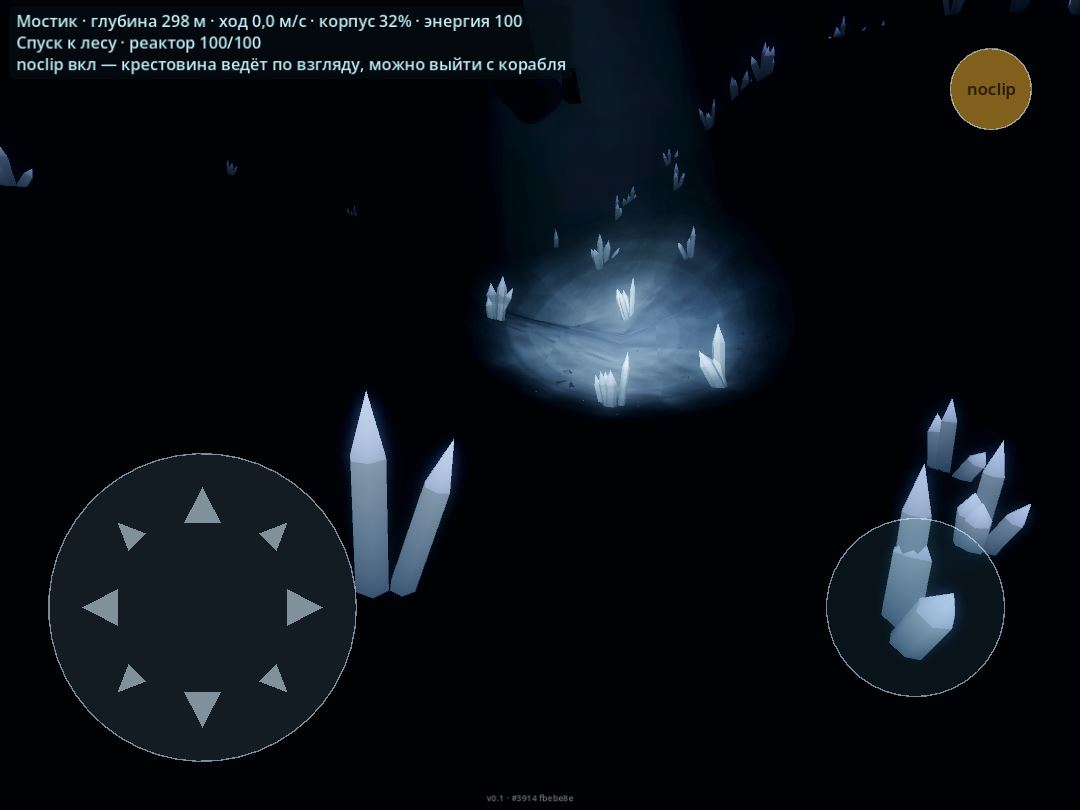 Мостик · глубина 298 м · ход 0,0 м/с · корпус 32% · энергия 100
Спуск к лесу · реактор 100/100
noclip вкл — крестовина ведёт по взгляду, можно выйти с корабля
noclip
v0.1 · #3914 fbebe8e